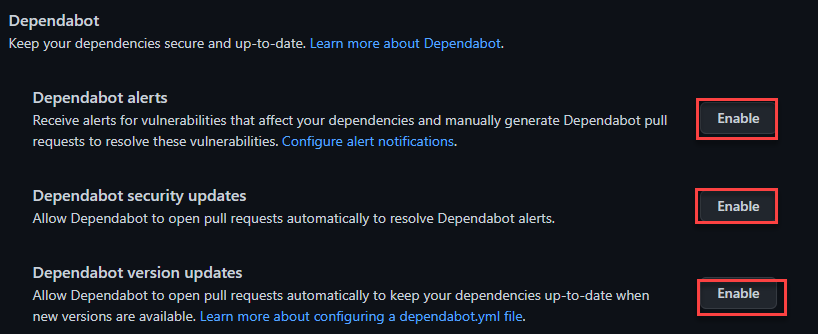 Dependabot
Keep your dependencies secure and up-to-date. Learn more about Dependabot.
Dependabot alerts
Receive alerts for vulnerabilities that affect your dependencies and manually generate Dependabot pull
requests to resolve these vulnerabilities. Configure alert notifications.
Enable
Dependabot security updates
Allow Dependabot to open pull requests automatically to resolve Dependabot alerts.
Enable
Dependabot version updates
Allow Dependabot to open pull requests automatically to keep your dependencies up-to-date when
new versions are available. Learn more about configuring a dependabot.yml file.
Enable